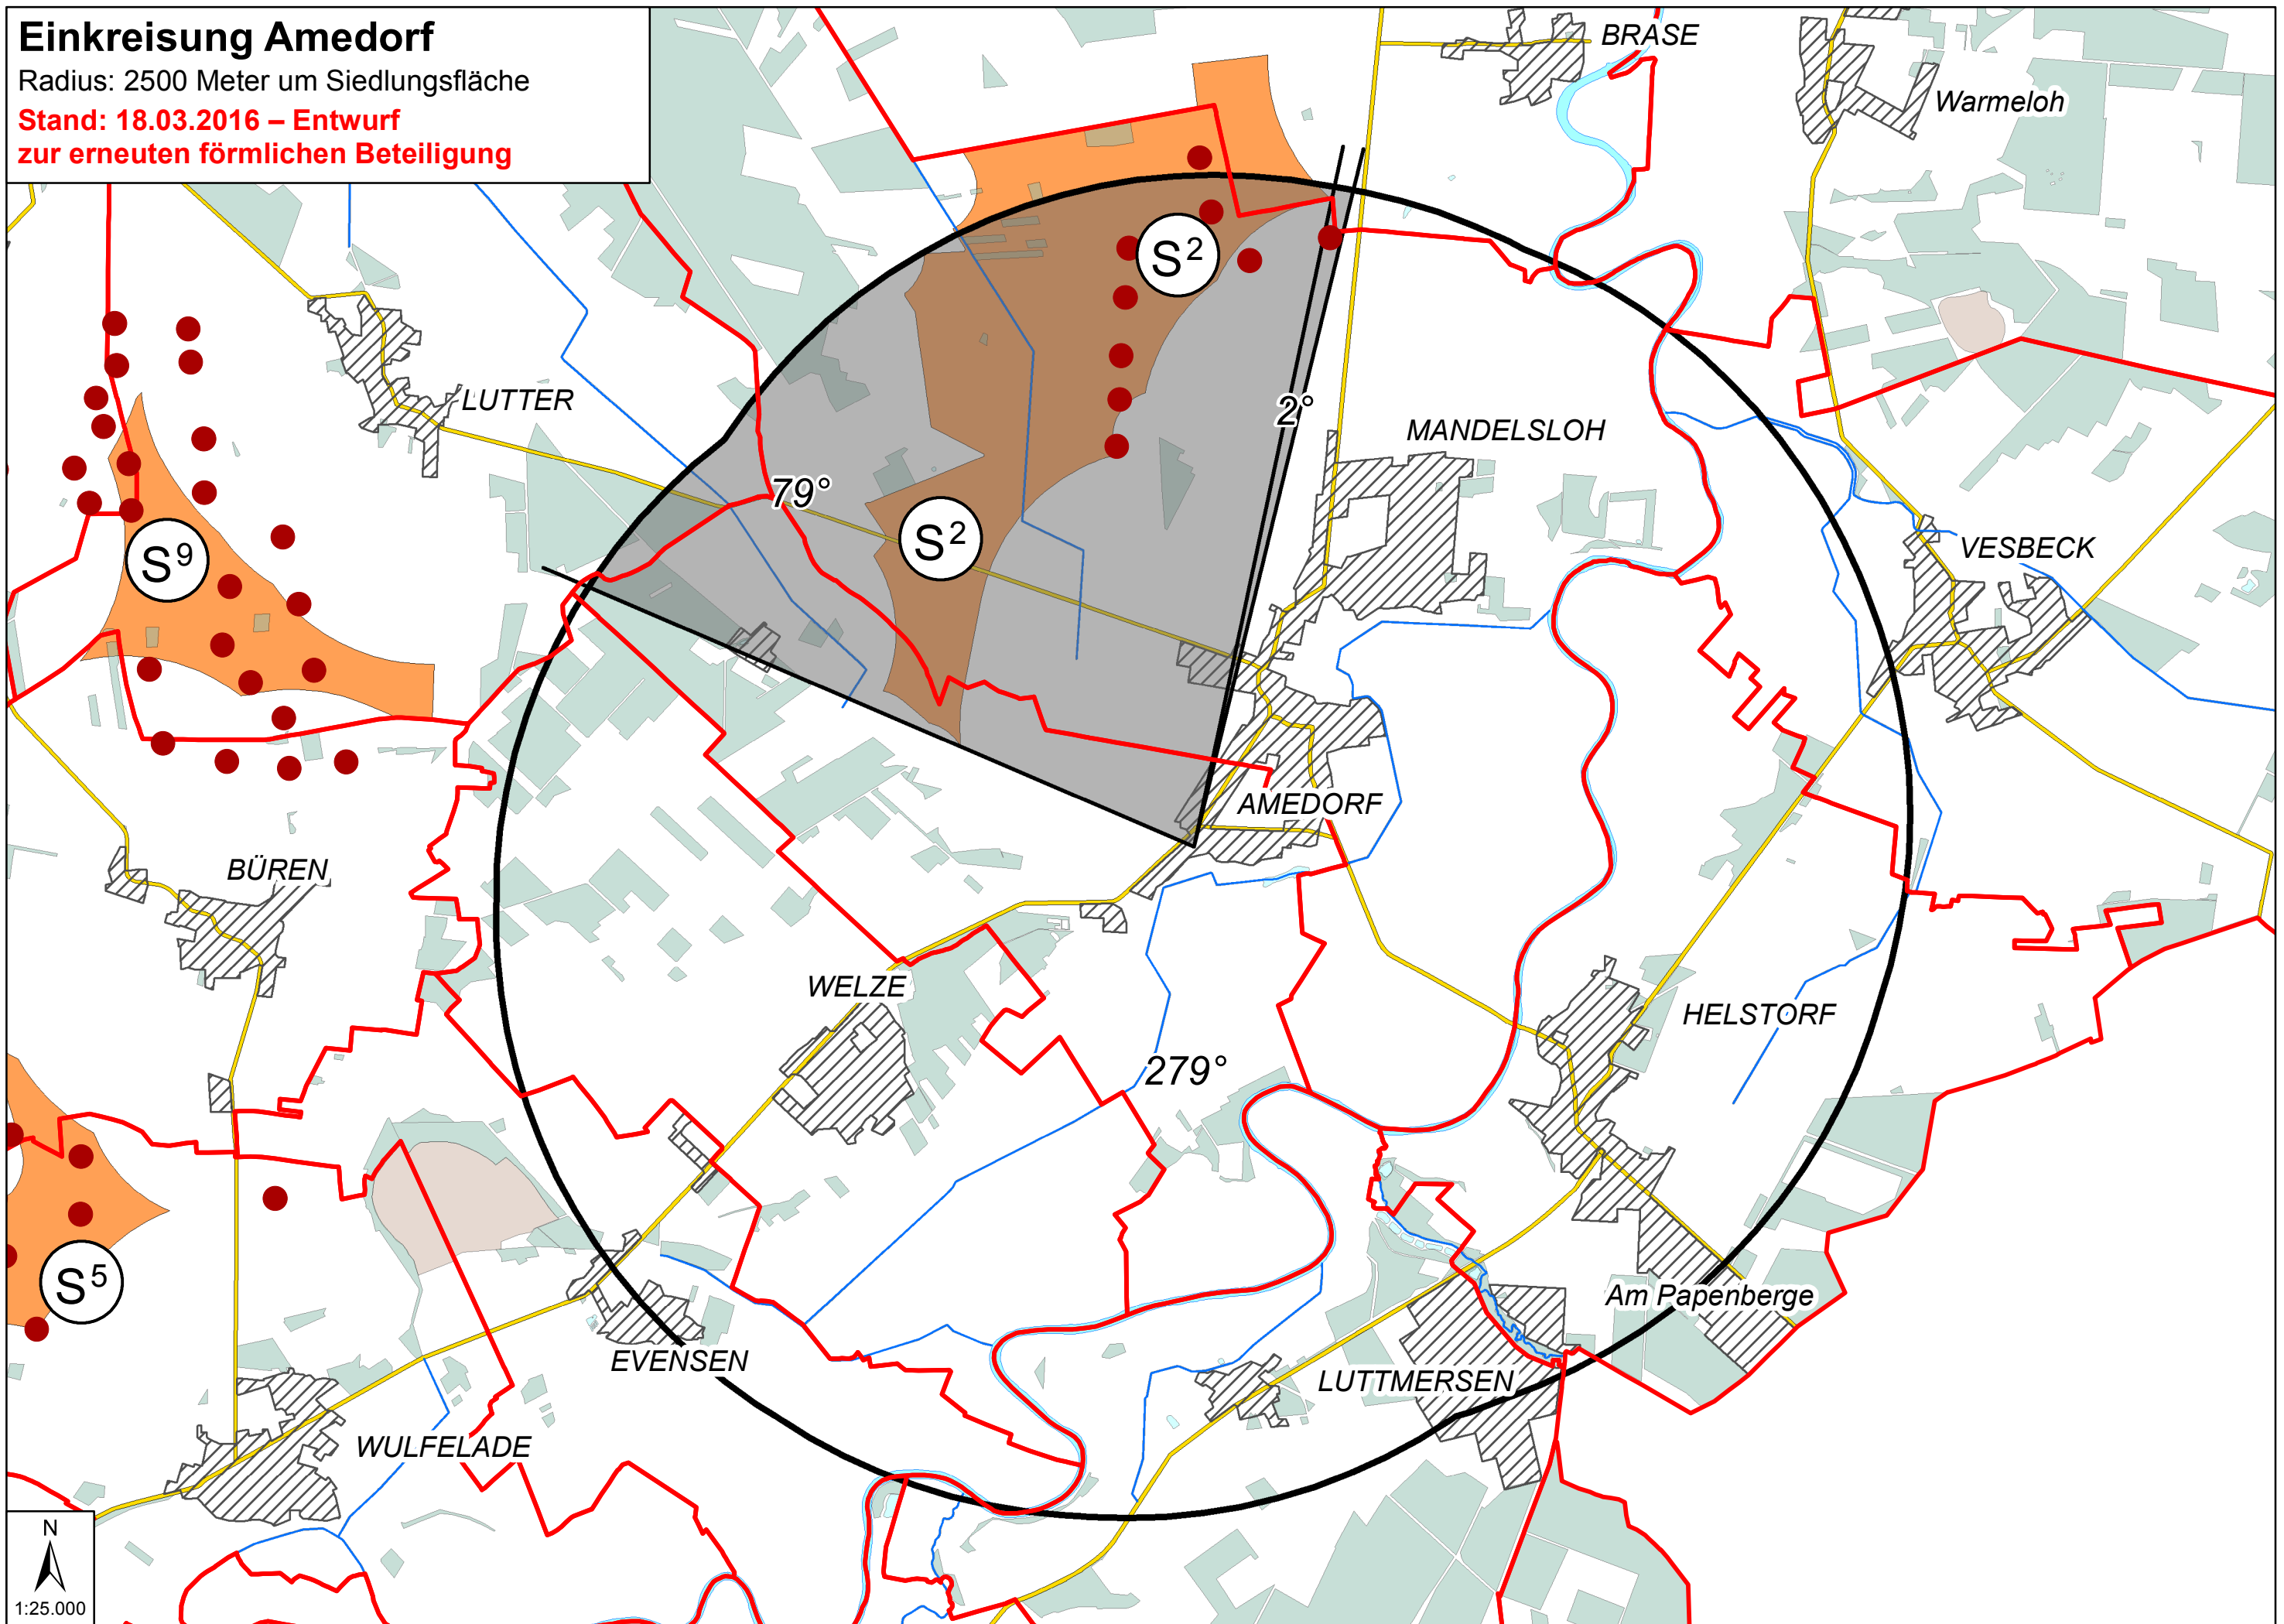 Einkreisung Amedorf
Radius: 2500 Meter um Siedlungsfläche
Stand: 18.03.2016 – Entwurf
zur erneuten förmlichen Beteiligung
BRASE
Warmeloh
S²
LUTTER
2°
MANDELSLOH
79°
S²
S⁹
VESBECK
AMEDORF
BÜREN
WELZE
HELSTORF
279°
S⁵
Am Papenberge
EVENSEN
LUTTMERSEN
WULFELADE
N
1:25.000